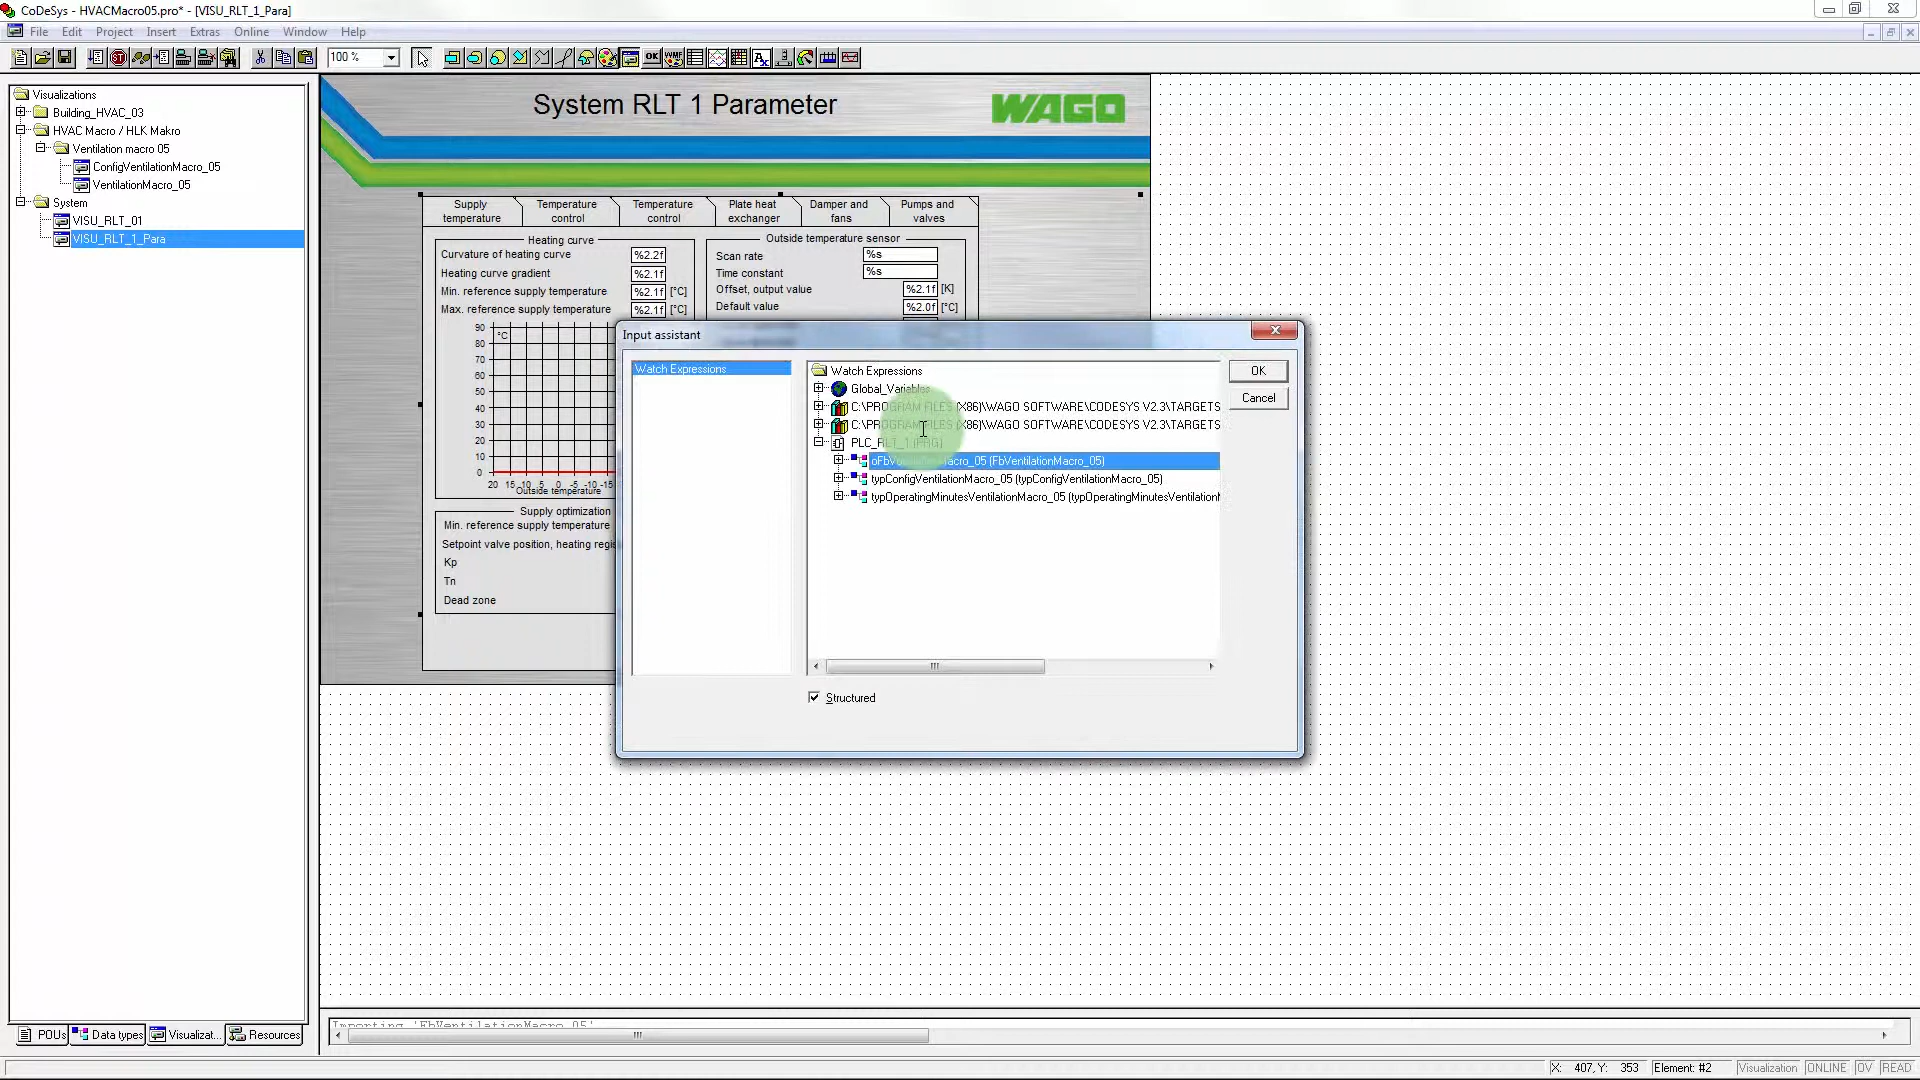 CoDeSys - HVACMacro05.pro* - [VISU_RLT_1_Para]
File Edit Project Insert Extras Online Window Help
100 %
Visualizations
Building_HVAC_03
HVAC Macro / HLK Makro
Ventilation macro 05
ConfigVentilationMacro_05
VentilationMacro_05
System
VISU_RLT_01
VISU_RLT_1_Para
System RLT 1 Parameter
WAGO
Supply temperature
Temperature control
Temperature control
Plate heat exchanger
Damper and fans
Pumps and valves
Heating curve
Curvature of heating curve %2.2f
Heating curve gradient %2.1f
Min. reference supply temperature %2.1f [°C]
Max. reference supply temperature %2.1f [°C]
Outside temperature sensor
Scan rate %s
Time constant %s
Offset, output value %2.1f [K]
Default value %2.0f [°C]
90 °C
80
70
60
50
40
30
20
10
0
20 15 10 5 0 -5 -10 -15
Outside temperature
Supply optimization
Min. reference supply temperature
Setpoint valve position, heating regis
Kp
Tn
Dead zone
Input assistant
Watch Expressions
Watch Expressions
Global_Variables
C:\PROGRAM FILES (X86)\WAGO SOFTWARE\CODESYS V2.3\TARGETS
C:\PROGRAM FILES (X86)\WAGO SOFTWARE\CODESYS V2.3\TARGETS
PLC_RLT_1 (PRG)
oFbVentilationMacro_05 (FbVentilationMacro_05)
typConfigVentilationMacro_05 (typConfigVentilationMacro_05)
typOperatingMinutesVentilationMacro_05 (typOperatingMinutesVentilationM
OK
Cancel
Structured
POUs Data types Visualizat... Resources
Importing 'FbVentilationMacro_05'
X: 407, Y: 353 Element: #2 Visualization ONLINE OV READ